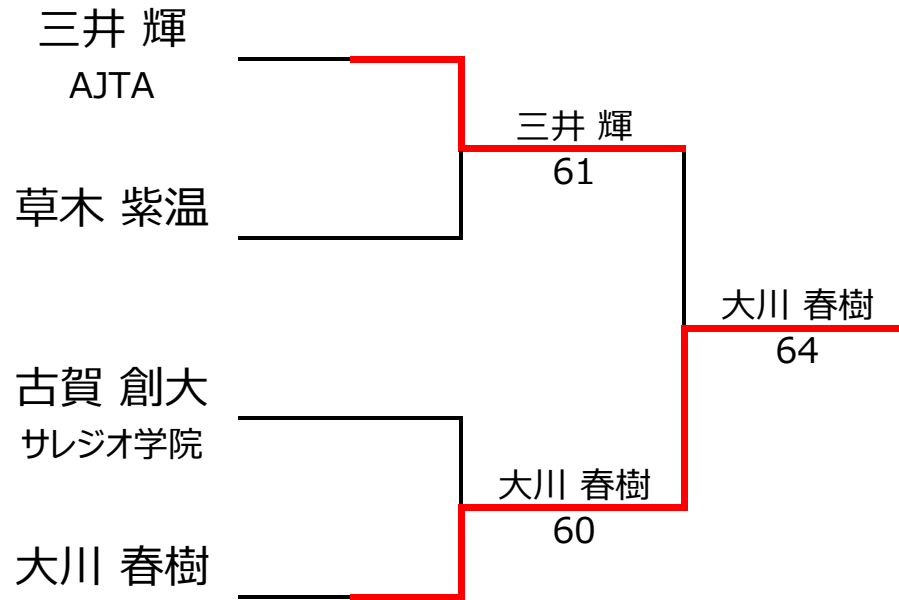 三井 輝
AJTA
三井 輝
61
草木 紫温
大川 春樹
64
古賀 創大
サレジオ学院
大川 春樹
60
大川 春樹